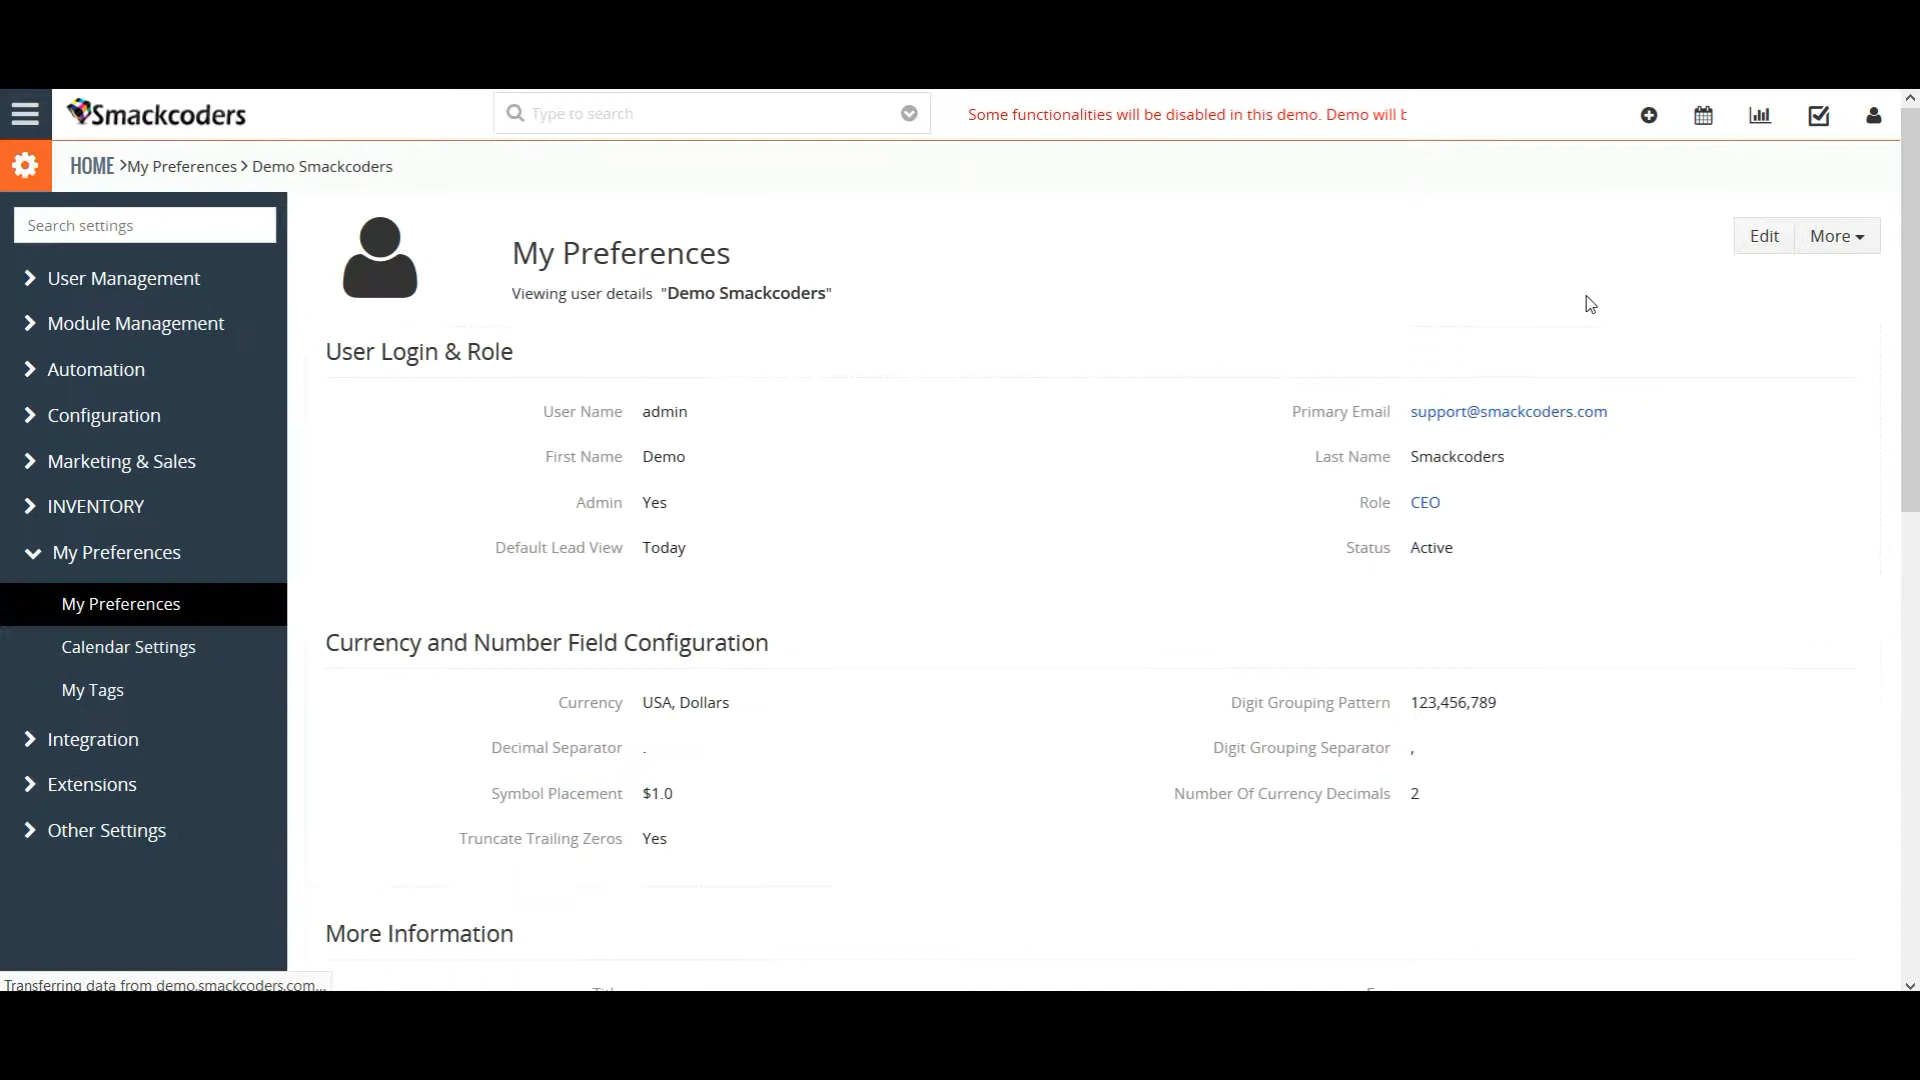 Smackcoders
Type to search
Some functionalities will be disabled in this demo. Demo will b
HOME My Preferences Demo Smackcoders
Search settings
User Management
Module Management
Automation
Configuration
Marketing & Sales
INVENTORY
My Preferences
My Preferences
Calendar Settings
My Tags
Integration
Extensions
Other Settings
My Preferences
Viewing user details "Demo Smackcoders"
Edit More
User Login & Role
User Name admin Primary Email support@smackcoders.com
First Name Demo Last Name Smackcoders
Admin Yes Role CEO
Default Lead View Today Status Active
Currency and Number Field Configuration
Currency USA, Dollars Digit Grouping Pattern 123,456,789
Decimal Separator . Digit Grouping Separator ,
Symbol Placement $1.0 Number Of Currency Decimals 2
Truncate Trailing Zeros Yes
More Information
Transferring data from demo.smackcoders.com...